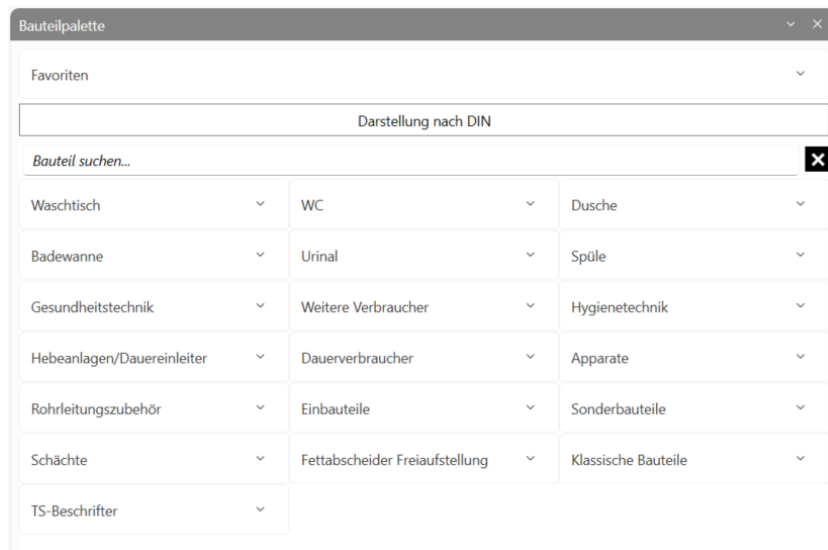 Bauteilpalette
Favoriten
Darstellung nach DIN
Bauteil suchen...
Waschtisch WC Dusche
Badewanne Urinal Spüle
Gesundheitstechnik Weitere Verbraucher Hygienetechnik
Hebeanlagen/Dauereinleiter Dauerverbraucher Apparate
Rohrleitungszubehör Einbauteile Sonderbauteile
Schächte Fettabscheider Freiaufstellung Klassische Bauteile
TS-Beschrifter